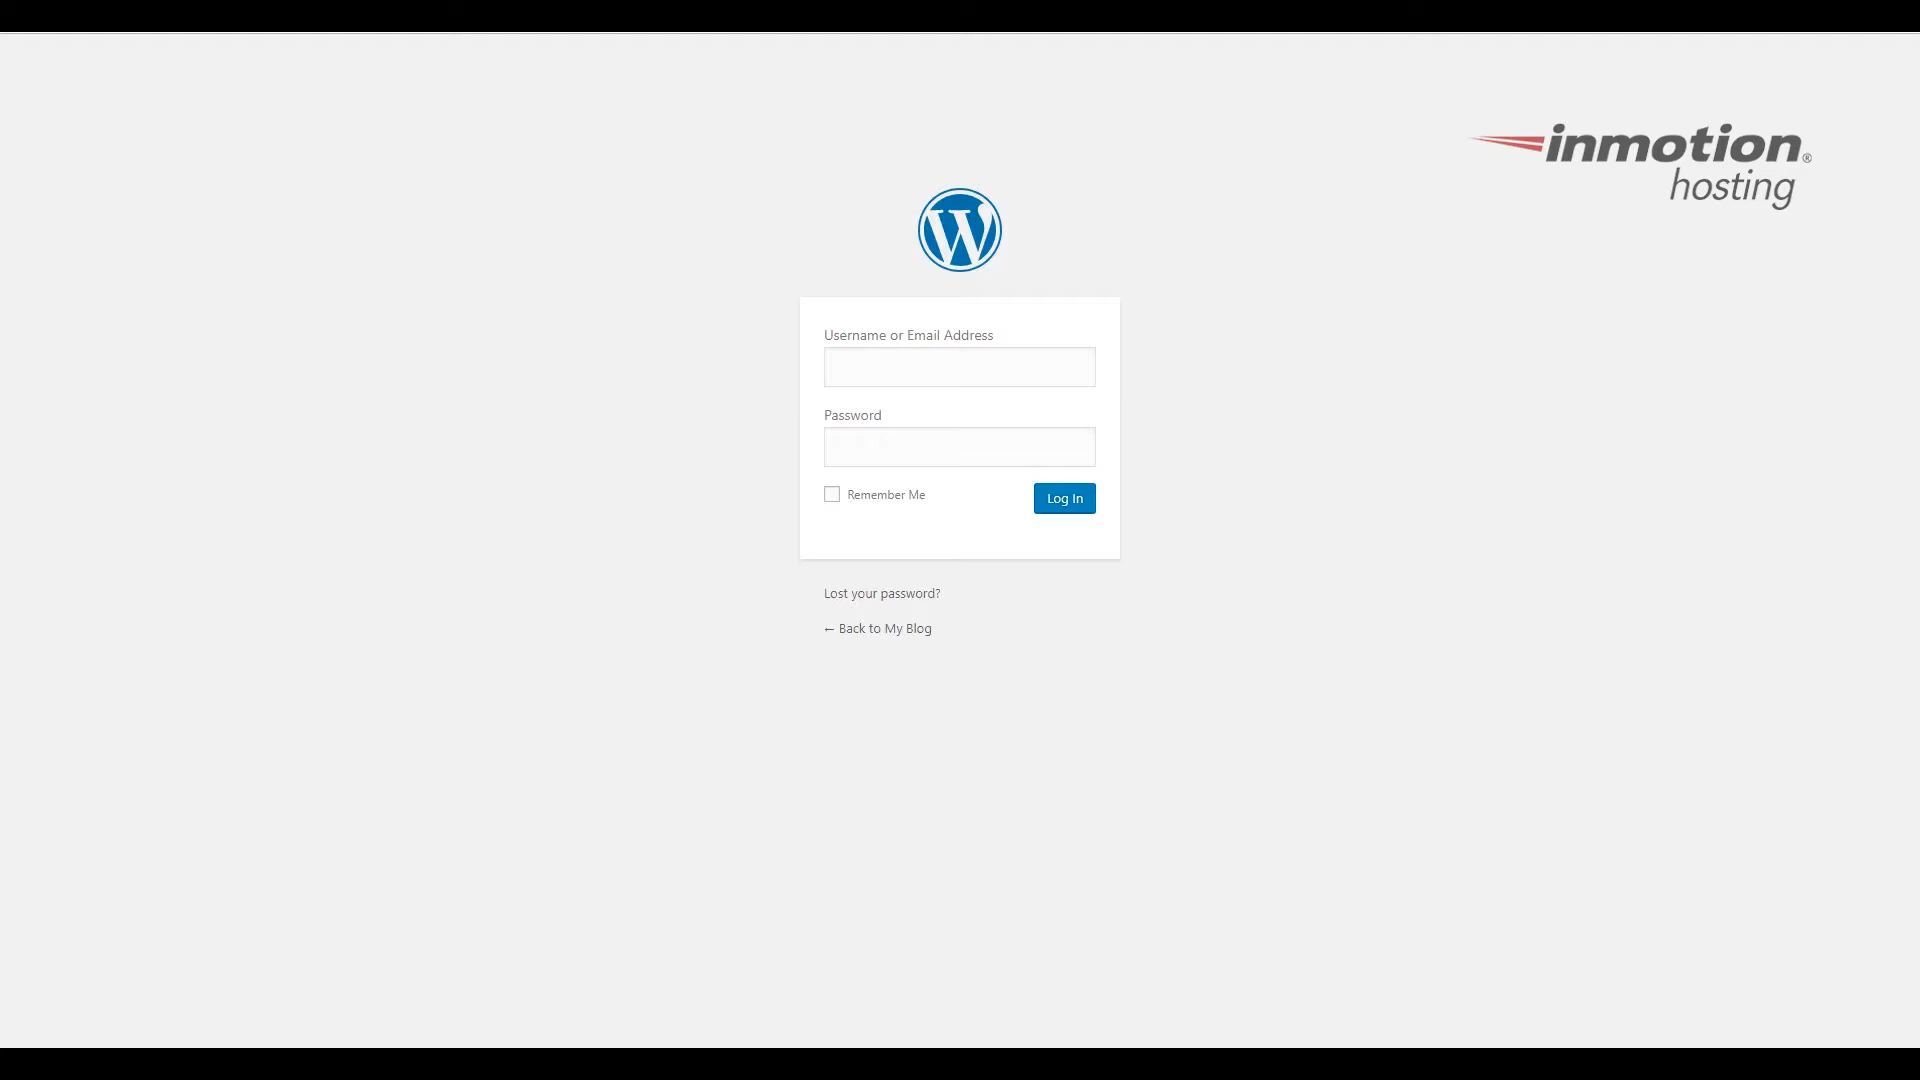 inmotion®
hosting
Username or Email Address
Password
Remember Me
Log In
Lost your password?
← Back to My Blog